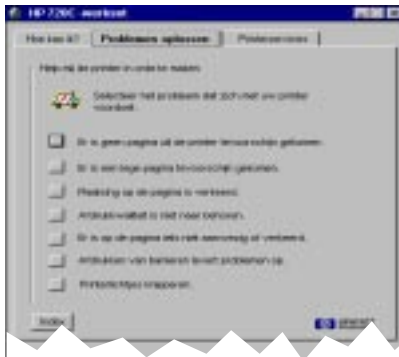 HP 720C -werkset
Hoe kan ik? Problemen oplossen Printerservices
Help mij de printer in orde te maken
Selecteer het probleem dat zich met uw printer
voordoet.
Er is geen pagina uit de printer tevoorschijn gekomen.
Er is een lege pagina tevoorschijn gekomen.
Plaatsing op de pagina is verkeerd.
Afdrukkwaliteit is niet naar behoren.
Er is op de pagina iets niet aanwezig of verkeerd.
Afdrukken van banieren levert problemen op.
Printerlichtjes knipperen.
Index